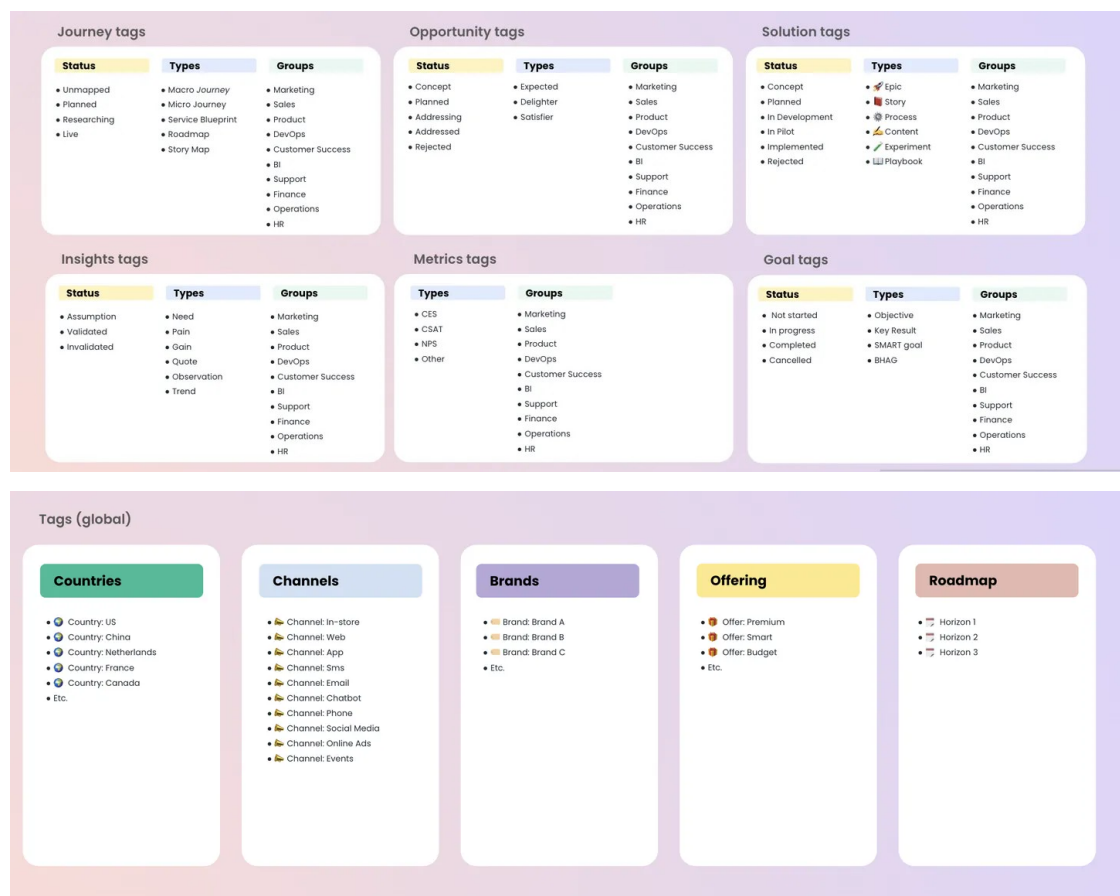 Journey tags
Status
• Unmapped
• Planned
• Researching
• Live
Types
• Macro Journey
• Micro Journey
• Service Blueprint
• Roadmap
• Story Map
Groups
• Marketing
• Sales
• Product
• DevOps
• Customer Success
• BI
• Support
• Finance
• Operations
• HR
Opportunity tags
Status
• Concept
• Planned
• Addressing
• Addressed
• Rejected
Types
• Expected
• Delighter
• Satisfier
Groups
• Marketing
• Sales
• Product
• DevOps
• Customer Success
• BI
• Support
• Finance
• Operations
• HR
Solution tags
Status
• Concept
• Planned
• In Development
• In Pilot
• Implemented
• Rejected
Types
• 🚀 Epic
• 📕 Story
• ⚙️ Process
• ✍️ Content
• 🧪 Experiment
• 📖 Playbook
Groups
• Marketing
• Sales
• Product
• DevOps
• Customer Success
• BI
• Support
• Finance
• Operations
• HR
Insights tags
Status
• Assumption
• Validated
• Invalidated
Types
• Need
• Pain
• Gain
• Quote
• Observation
• Trend
Groups
• Marketing
• Sales
• Product
• DevOps
• Customer Success
• BI
• Support
• Finance
• Operations
• HR
Metrics tags
Types
• CES
• CSAT
• NPS
• Other
Groups
• Marketing
• Sales
• Product
• DevOps
• Customer Success
• BI
• Support
• Finance
• Operations
• HR
Goal tags
Status
• Not started
• In progress
• Completed
• Cancelled
Types
• Objective
• Key Result
• SMART goal
• BHAG
Groups
• Marketing
• Sales
• Product
• DevOps
• Customer Success
• BI
• Support
• Finance
• Operations
• HR
Tags (global)
Countries
• 🌍 Country: US
• 🌍 Country: China
• 🌍 Country: Netherlands
• 🌍 Country: France
• 🌍 Country: Canada
• Etc.
Channels
• Channel: In-store
• Channel: Web
• Channel: App
• Channel: Sms
• Channel: Email
• Channel: Chatbot
• Channel: Phone
• Channel: Social Media
• Channel: Online Ads
• Channel: Events
Brands
• 🏷️ Brand: Brand A
• 🏷️ Brand: Brand B
• 🏷️ Brand: Brand C
• Etc.
Offering
• 🎁 Offer: Premium
• 🎁 Offer: Smart
• 🎁 Offer: Budget
• Etc.
Roadmap
• Horizon 1
• Horizon 2
• Horizon 3